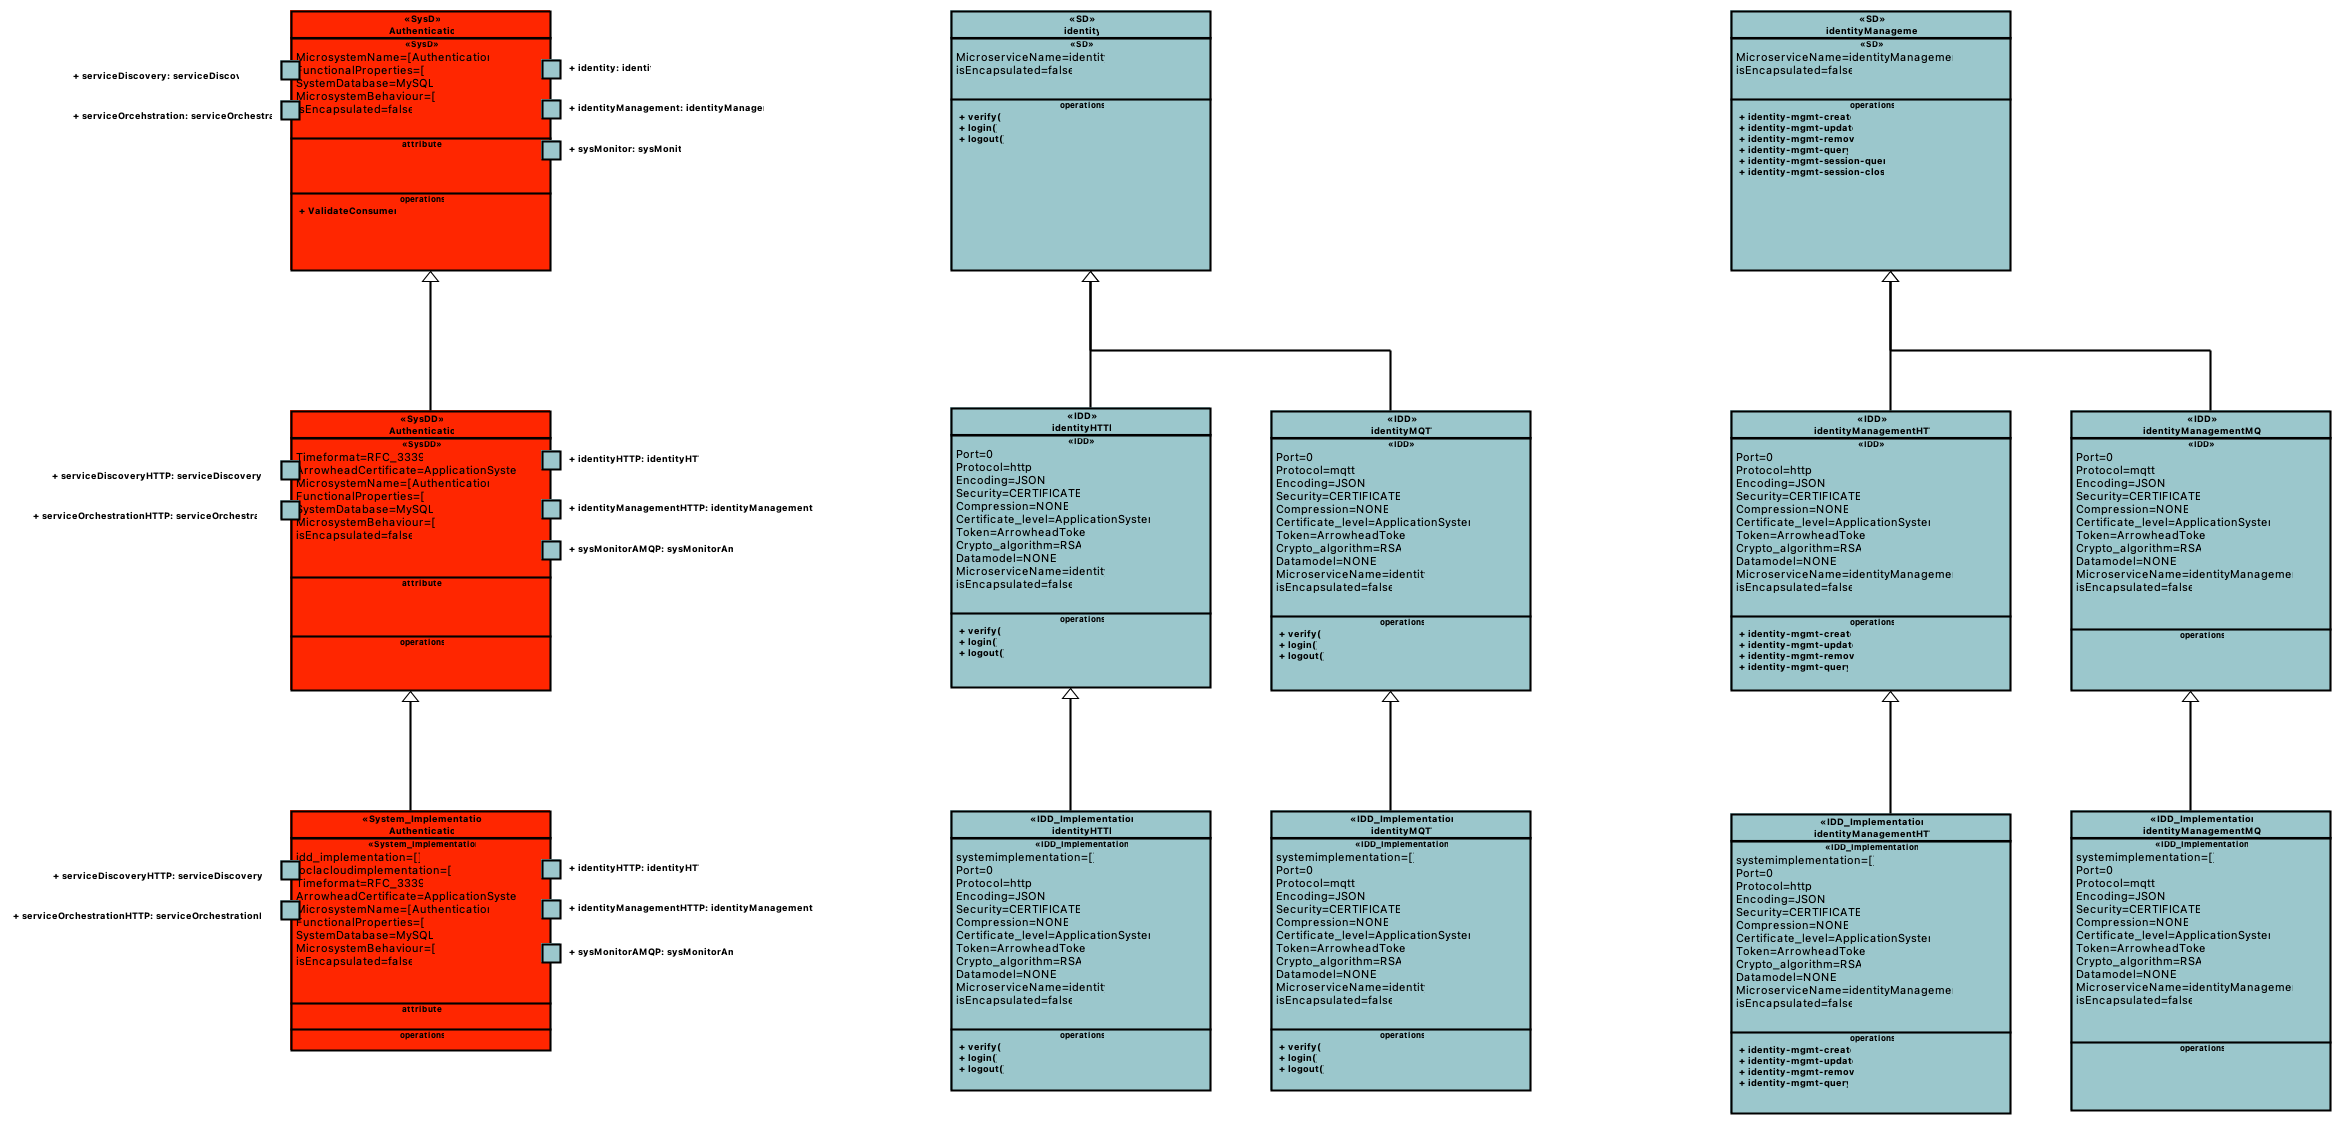 «SysD»
Authenticatic
«SysD»
MicrosystemName=[Authentication
FunctionalProperties=[
SystemDatabase=MySQL
MicrosystemBehaviour=[
isEncapsulated=false
attribute
operations
+ ValidateConsumer
+ serviceDiscovery: serviceDiscov
+ serviceOrcehstration: serviceOrchestra
+ identity: identi
+ identityManagement: identityManage
+ sysMonitor: sysMonit
«SD»
identity
«SD»
MicroserviceName=identit
isEncapsulated=false
operations
+ verify(
+ login(
+ logout(
«SD»
identityManageme
«SD»
MicroserviceName=identityManageme
isEncapsulated=false
operations
+ identity-mgmt-creat
+ identity-mgmt-updat
+ identity-mgmt-remov
+ identity-mgmt-query
+ identity-mgmt-session-quer
+ identity-mgmt-session-clos
«SysDD»
Authenticatic
«SysDD»
Timeformat=RFC_3339
ArrowheadCertificate=ApplicationSyste
MicrosystemName=[Authentication
FunctionalProperties=[
SystemDatabase=MySQL
MicrosystemBehaviour=[
isEncapsulated=false
attribute
operations
+ serviceDiscoveryHTTP: serviceDiscovery
+ serviceOrchestrationHTTP: serviceOrchestra
+ identityHTTP: identityHT
+ identityManagementHTTP: identityManagement
+ sysMonitorAMQP: sysMonitorAm
«IDD»
identityHTTI
«IDD»
Port=0
Protocol=http
Encoding=JSON
Security=CERTIFICATE
Compression=NONE
Certificate_level=ApplicationSyster
Token=ArrowheadToke
Crypto_algorithm=RSA
Datamodel=NONE
MicroserviceName=identit
isEncapsulated=false
operations
+ verify(
+ login(
+ logout(
«IDD»
identityMQT
«IDD»
Port=0
Protocol=mqtt
Encoding=JSON
Security=CERTIFICATE
Compression=NONE
Certificate_level=ApplicationSyster
Token=ArrowheadToke
Crypto_algorithm=RSA
Datamodel=NONE
MicroserviceName=identit
isEncapsulated=false
operations
+ verify(
+ login(
+ logout(
«IDD»
identityManagementHT
«IDD»
Port=0
Protocol=http
Encoding=JSON
Security=CERTIFICATE
Compression=NONE
Certificate_level=ApplicationSyster
Token=ArrowheadToke
Crypto_algorithm=RSA
Datamodel=NONE
MicroserviceName=identityManageme
isEncapsulated=false
operations
+ identity-mgmt-creat
+ identity-mgmt-updat
+ identity-mgmt-remov
+ identity-mgmt-query
«IDD»
identityManagementMQ
«IDD»
Port=0
Protocol=mqtt
Encoding=JSON
Security=CERTIFICATE
Compression=NONE
Certificate_level=ApplicationSyster
Token=ArrowheadToke
Crypto_algorithm=RSA
Datamodel=NONE
MicroserviceName=identityManageme
isEncapsulated=false
operations
«System_Implementatio
Authenticatic
«System_Implementatio
idd_implementation=[]
loclacloudimplementation=[
Timeformat=RFC_3339
ArrowheadCertificate=ApplicationSyste
MicrosystemName=[Authentication
FunctionalProperties=[
SystemDatabase=MySQL
MicrosystemBehaviour=[
isEncapsulated=false
attribute
operations
+ serviceDiscoveryHTTP: serviceDiscovery
+ serviceOrchestrationHTTP: serviceOrchestrationI
+ identityHTTP: identityHT
+ identityManagementHTTP: identityManagement
+ sysMonitorAMQP: sysMonitorAm
«IDD_Implementation
identityHTTI
«IDD_Implementation
systemimplementation=[
Port=0
Protocol=http
Encoding=JSON
Security=CERTIFICATE
Compression=NONE
Certificate_level=ApplicationSyster
Token=ArrowheadToke
Crypto_algorithm=RSA
Datamodel=NONE
MicroserviceName=identit
isEncapsulated=false
operations
+ verify(
+ login(
+ logout(
«IDD_Implementation
identityMQT
«IDD_Implementation
systemimplementation=[
Port=0
Protocol=mqtt
Encoding=JSON
Security=CERTIFICATE
Compression=NONE
Certificate_level=ApplicationSyster
Token=ArrowheadToke
Crypto_algorithm=RSA
Datamodel=NONE
MicroserviceName=identit
isEncapsulated=false
operations
+ verify(
+ login(
+ logout(
«IDD_Implementation
identityManagementHT
«IDD_Implementation
systemimplementation=[
Port=0
Protocol=http
Encoding=JSON
Security=CERTIFICATE
Compression=NONE
Certificate_level=ApplicationSyster
Token=ArrowheadToke
Crypto_algorithm=RSA
Datamodel=NONE
MicroserviceName=identityManageme
isEncapsulated=false
operations
+ identity-mgmt-creat
+ identity-mgmt-updat
+ identity-mgmt-remov
+ identity-mgmt-query
«IDD_Implementation
identityManagementMQ
«IDD_Implementation
systemimplementation=[
Port=0
Protocol=mqtt
Encoding=JSON
Security=CERTIFICATE
Compression=NONE
Certificate_level=ApplicationSyster
Token=ArrowheadToke
Crypto_algorithm=RSA
Datamodel=NONE
MicroserviceName=identityManageme
isEncapsulated=false
operations